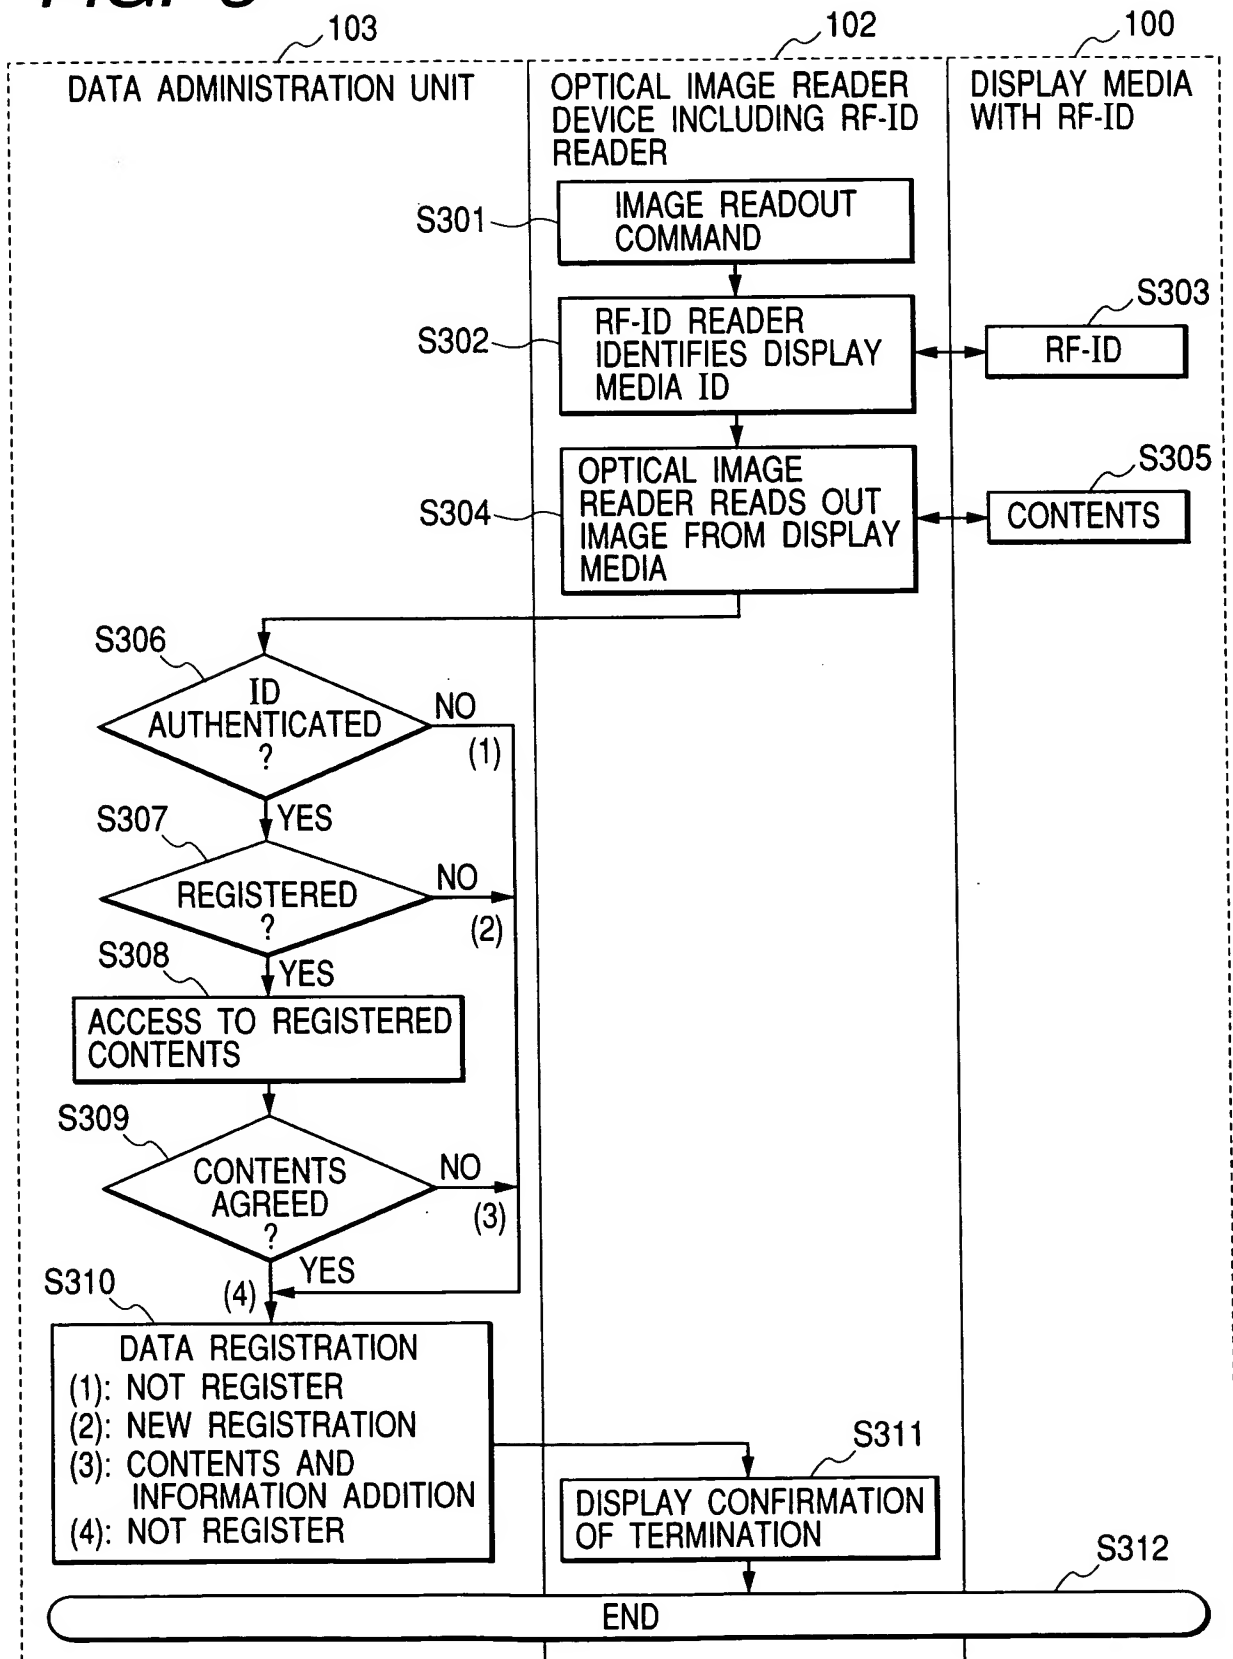 103
102
100
DATA ADMINISTRATION UNIT
OPTICAL IMAGE READER
DEVICE INCLUDING RF-ID
READER
DISPLAY MEDIA
WITH RF-ID
S301
IMAGE READOUT
COMMAND
S302
RF-ID READER
IDENTIFIES DISPLAY
MEDIA ID
S303
RF-ID
S304
OPTICAL IMAGE
READER READS OUT
IMAGE FROM DISPLAY
MEDIA
S305
CONTENTS
S306
ID
AUTHENTICATED
?
NO
(1)
YES
S307
REGISTERED
?
NO
(2)
YES
S308
ACCESS TO REGISTERED
CONTENTS
S309
CONTENTS
AGREED
?
NO
(3)
YES
(4)
S310
DATA REGISTRATION
(1): NOT REGISTER
(2): NEW REGISTRATION
(3): CONTENTS AND
INFORMATION ADDITION
(4): NOT REGISTER
S311
DISPLAY CONFIRMATION
OF TERMINATION
S312
END